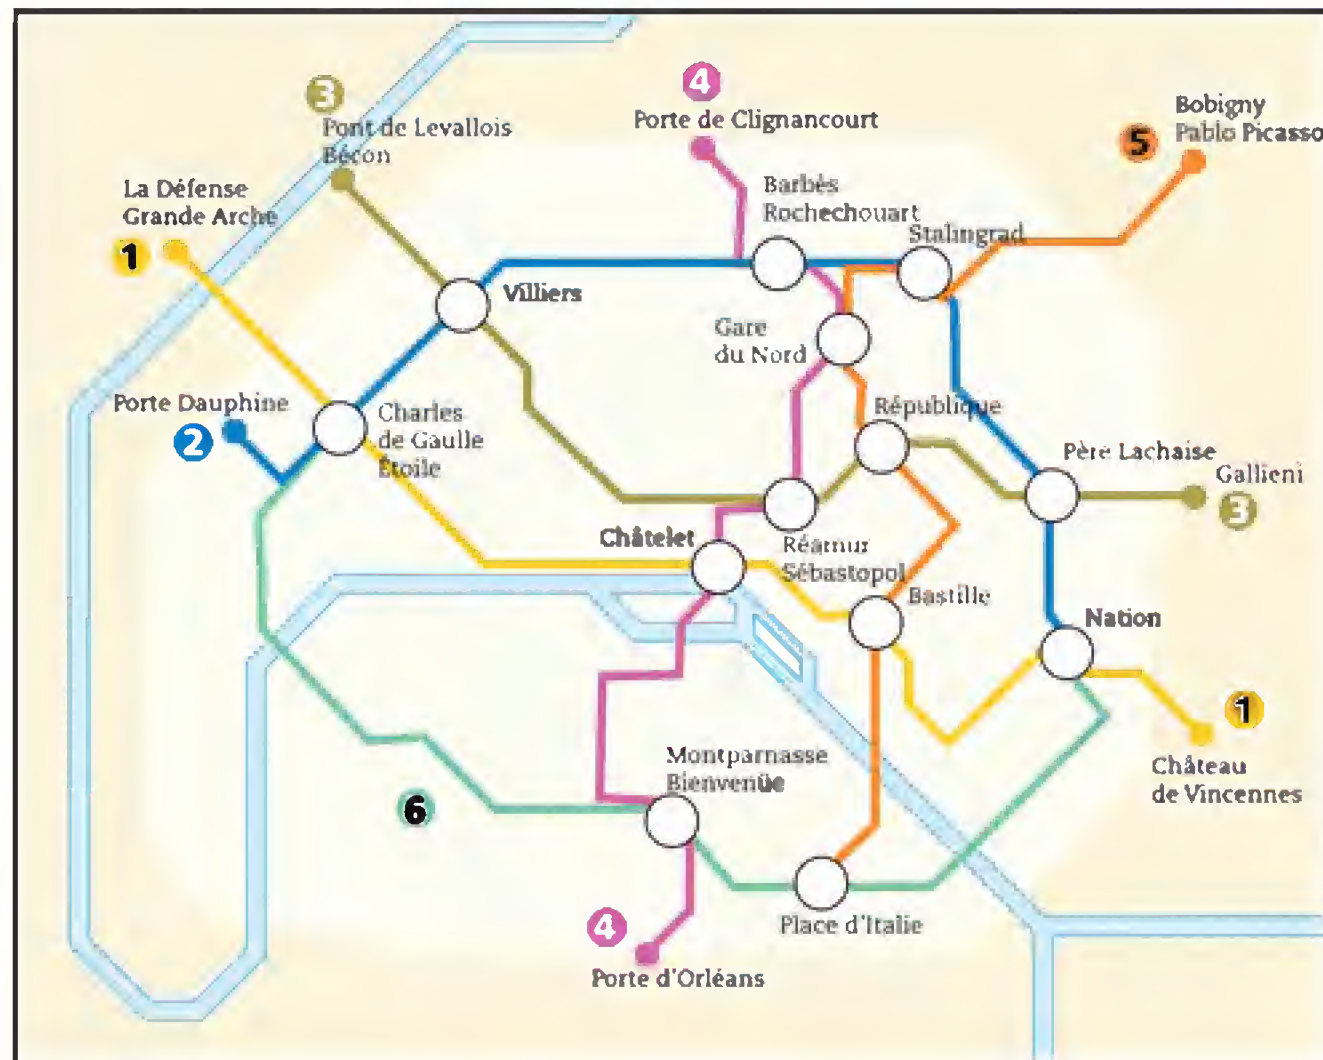 4
3
Porte de Clignancourt
Bobigny
Pablo Picasso
5
Pont de Levallois
Bécon
La Défense
Grande Arche
1
Barbès
Rochechouart
Stalingrad
Villiers
Gare
du Nord
Porte Dauphine
2
Charles
de Gaulle
Étoile
République
Père Lachaise
Gallieni
3
Châtelet
Réamur
Sébastopol
Bastille
Nation
1
Montparnasse
Bienvenüe
Château
de Vincennes
6
4
Place d'Italie
Porte d'Orléans